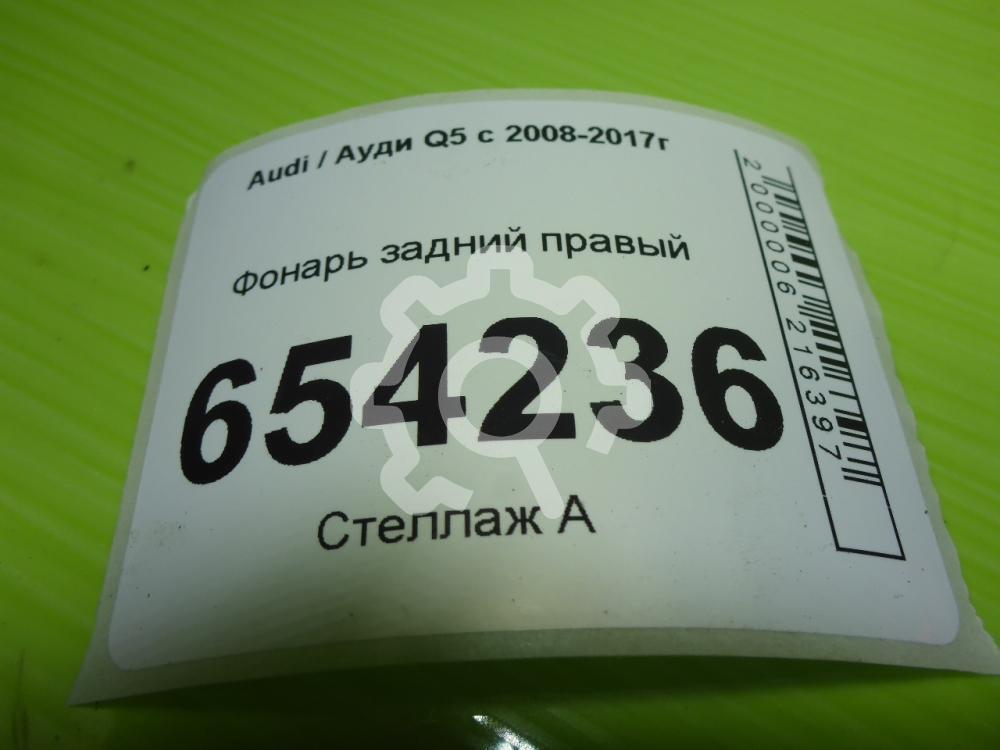 Audi / Ауди Q5 с 2008-2017г
Фонарь задний правый
654236
Стеллаж А
2000006216397